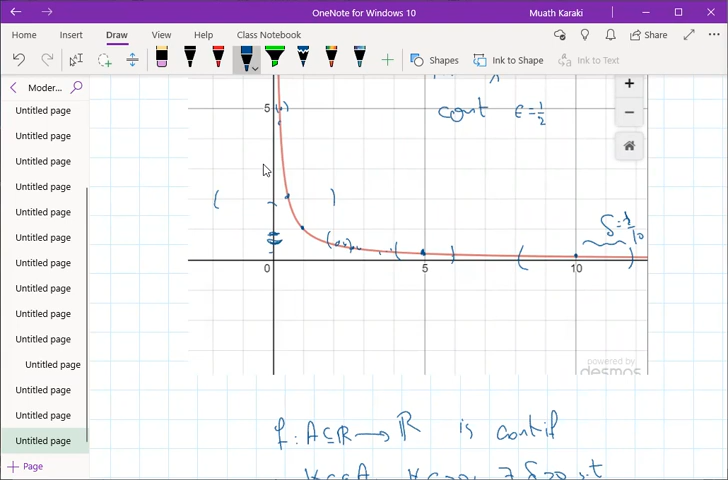 OneNote for Windows 10
Muath Karaki
Home Insert Draw View Help Class Notebook
Share
Shapes
Ink to Shape
Ink to Text
Moder...
Untitled page
Untitled page
Untitled page
Untitled page
Untitled page
Untitled page
Untitled page
Untitled page
Untitled page
Untitled page
Untitled page
Untitled page
Untitled page
Untitled page
Page
cont ε=1/2
5
δ=1/10
0 5 10
powered by
desmos
f: A⊆ℝ → ℝ is cont if
∀c∈A, ∀ε>0, ∃δ>0 s.t